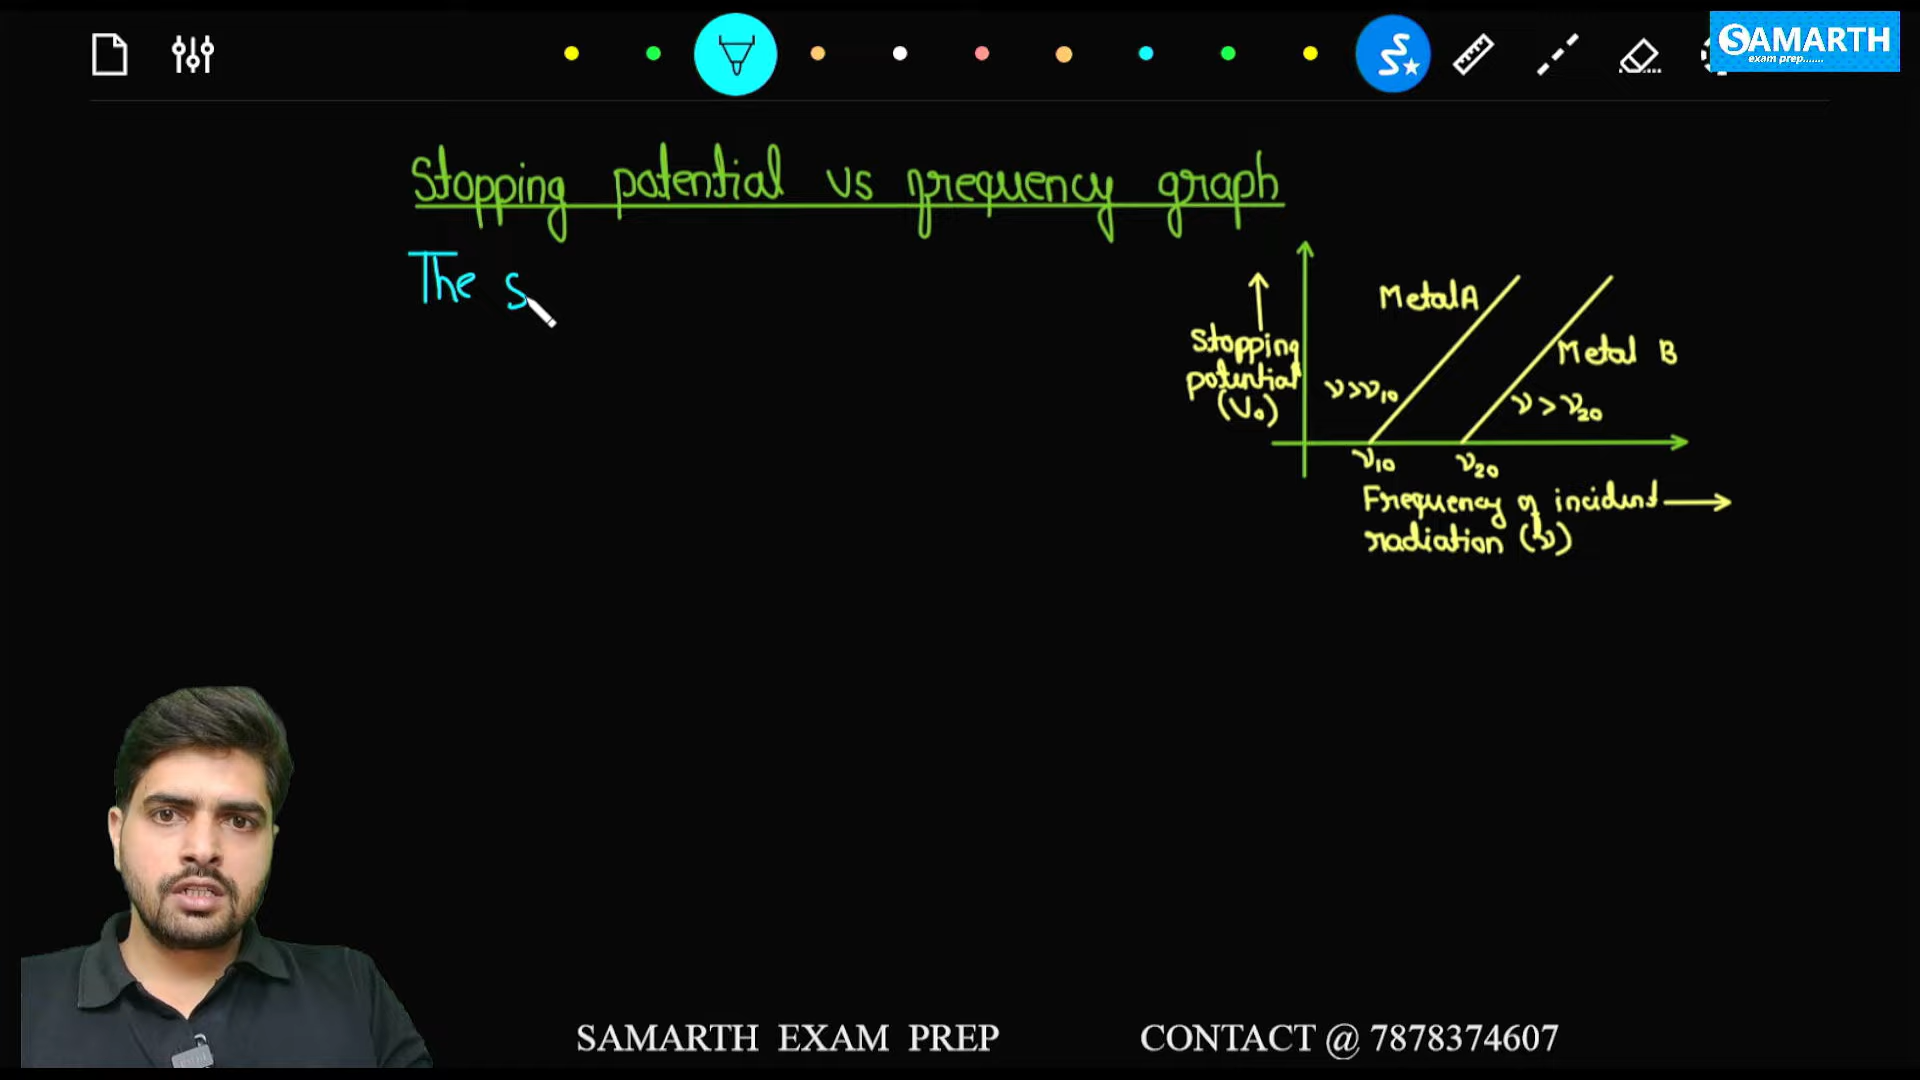 SAMARTH
exam prep......
Stopping potential vs frequency graph
The s
Stopping
potential
(V₀)
Metal A
Metal B
ν>ν₁₀
ν > ν₂₀
ν₁₀
ν₂₀
Frequency of incident
radiation (ν)
SAMARTH EXAM PREP
CONTACT @ 7878374607